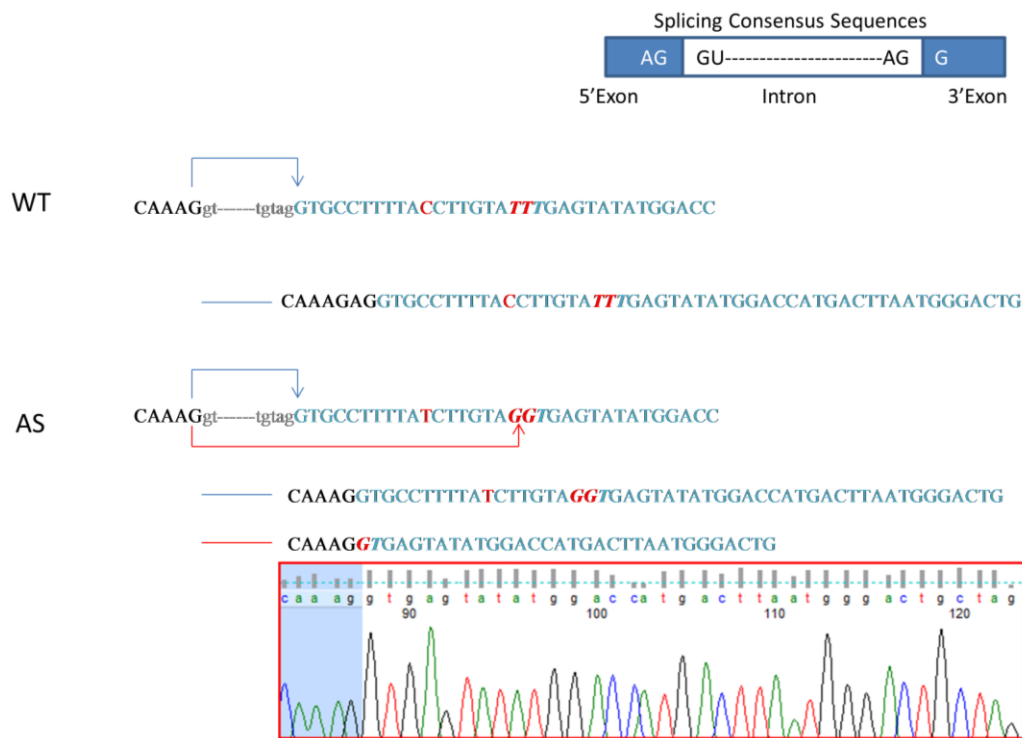 Splicing Consensus Sequences
AG GU-----------------------AG G
5'Exon Intron 3'Exon
WT
CAAAGgt------tgtagGTGCCTTTTACCTTGTATTTGAGTATATGGACC
CAAAGAGGTGCCTTTTACCTTGTATTTGAGTATATGGACCATGACTTAATGGGACTG
AS
CAAAGgt------tgtagGTGCCTTTTATCTTGTAGGTGAGTATATGGACC
CAAAGGTGCCTTTTATCTTGTAGGTGAGTATATGGACCATGACTTAATGGGACTG
CAAAGGTGAGTATATGGACCATGACTTAATGGGACTG
c a a a g g t g a g t a t a t g g a c c a t g a c t t a a t g g g a c t g c t a g
90 100 110 120